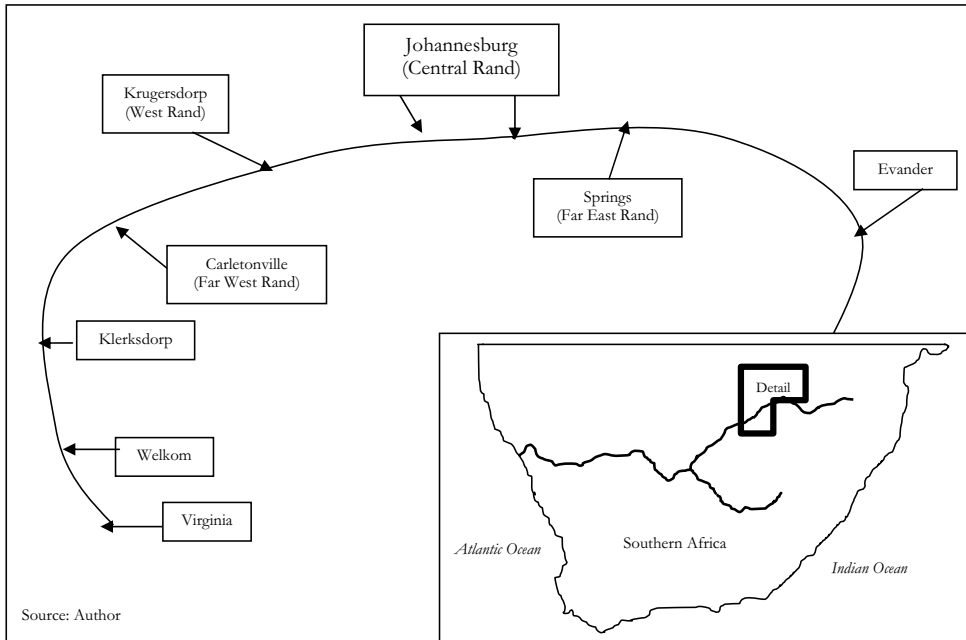 Johannesburg
(Central Rand)
Krugersdorp
(West Rand)
Springs
(Far East Rand)
Evander
Carletonville
(Far West Rand)
Klerksdorp
Welkom
Virginia
Detail
Southern Africa
Atlantic Ocean
Indian Ocean
Source: Author